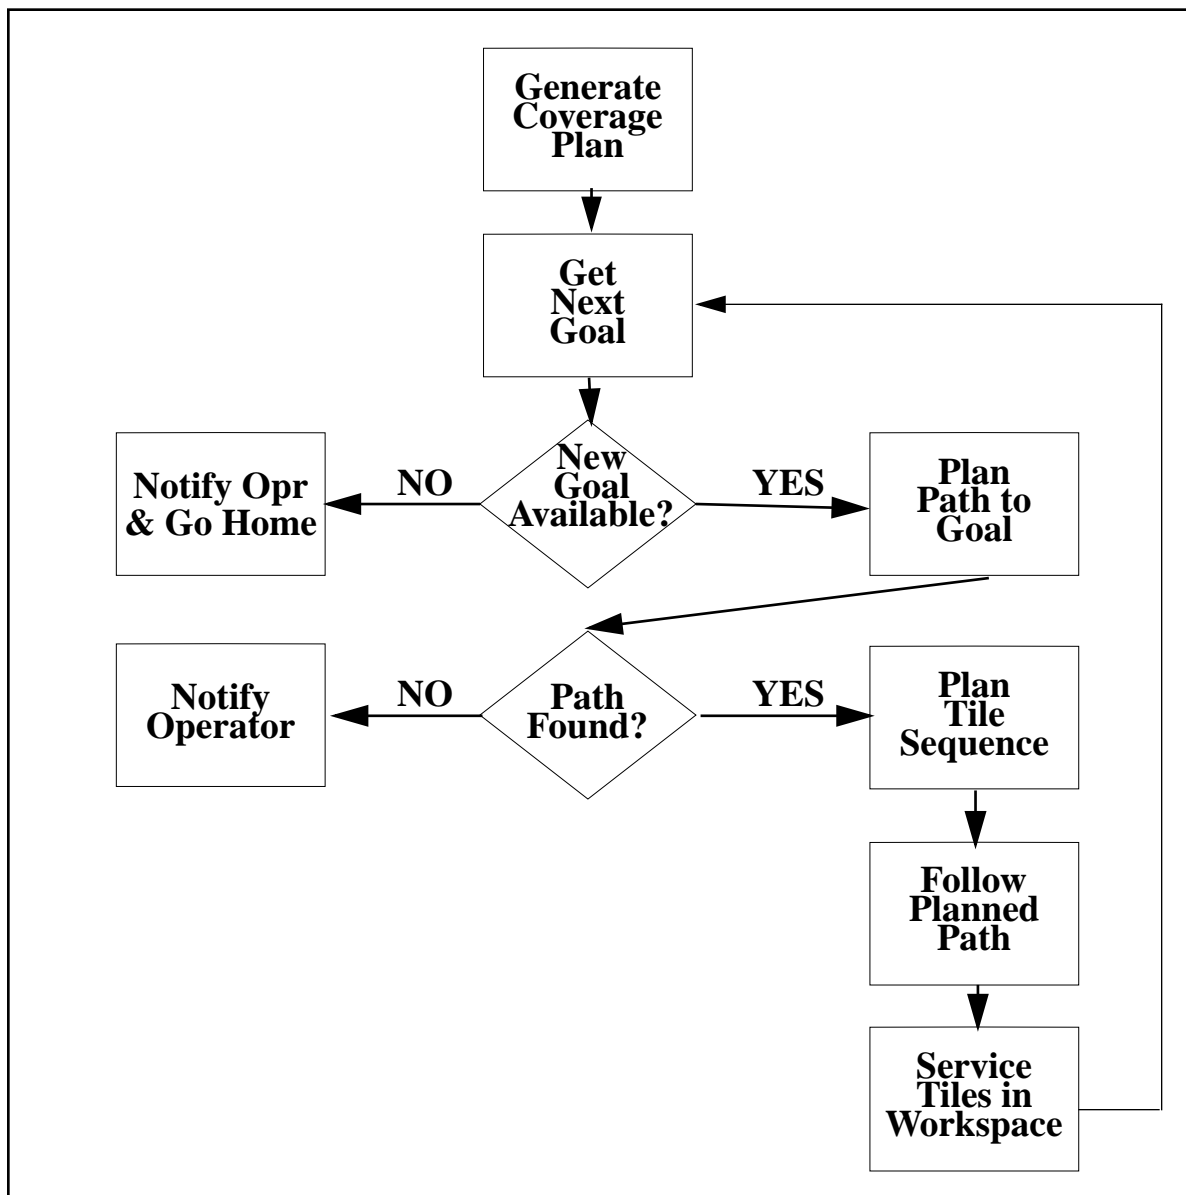 Generate
Coverage
Plan
Get
Next
Goal
New
Goal
Available?
NO
YES
Notify Opr
& Go Home
Plan
Path to
Goal
Path
Found?
NO
YES
Notify
Operator
Plan
Tile
Sequence
Follow
Planned
Path
Service
Tiles in
Workspace